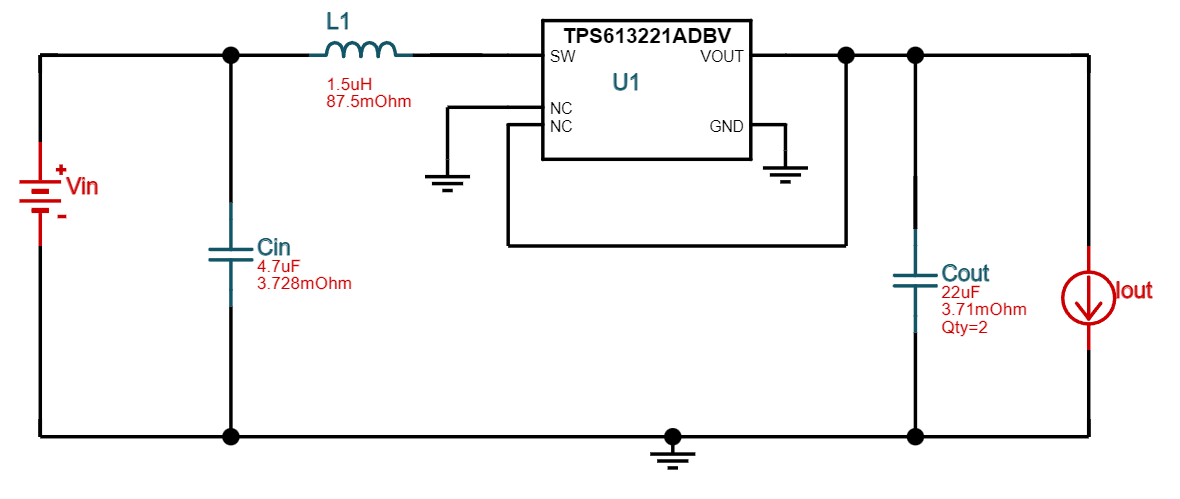 L1
1.5uH
87.5mOhm
TPS613221ADBV
SW
VOUT
U1
NC
NC
GND
+
Vin
-
Cin
4.7uF
3.728mOhm
Cout
22uF
3.71mOhm
Qty=2
Iout